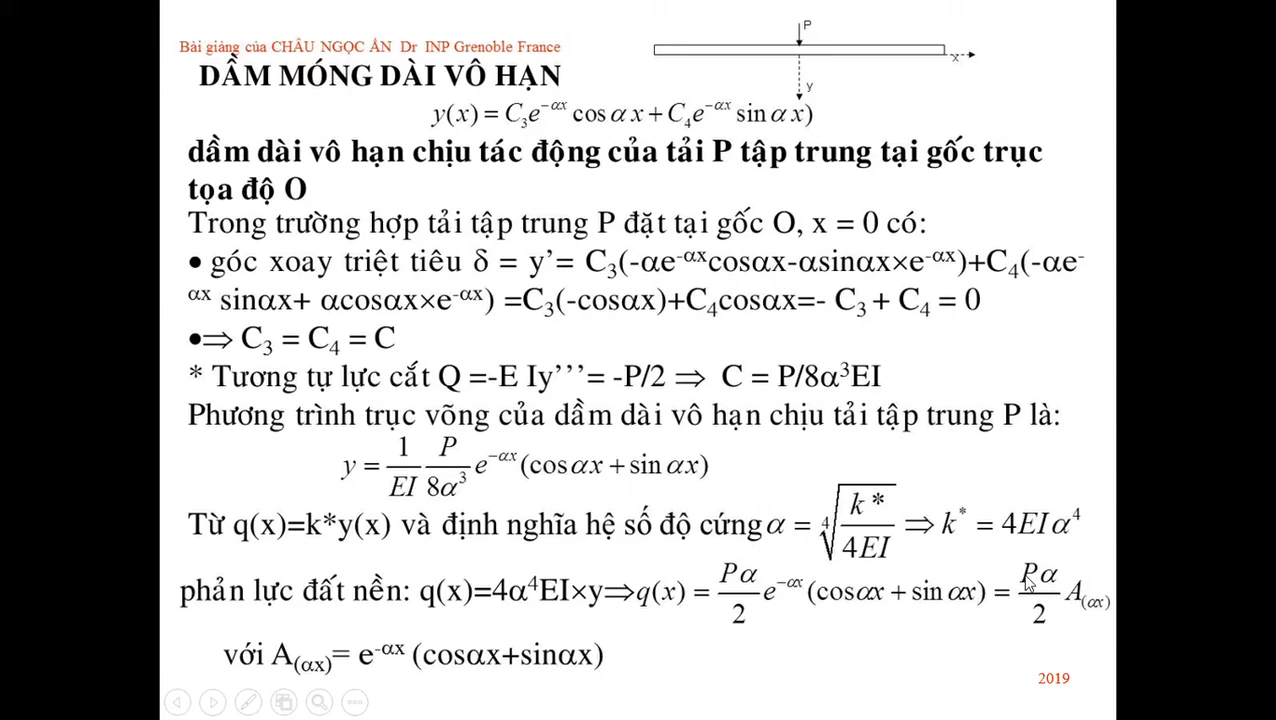 P
Bài giảng của CHÂU NGỌC ẨN Dr INP Grenoble France
x
DẦM MÓNG DÀI VÔ HẠN
y
y(x) = C₃e^(-αx) cos α x + C₄e^(-αx) sin α x)
dầm dài vô hạn chịu tác động của tải P tập trung tại gốc trục
tọa độ O
Trong trường hợp tải tập trung P đặt tại gốc O, x = 0 có:
• góc xoay triệt tiêu δ = y’= C₃(-αe^(-αx)cosαx-αsinαx×e^(-αx))+C₄(-αe^-
^(αx) sinαx+ αcosαx×e^(-αx)) =C₃(-cosαx)+C₄cosαx=- C₃ + C₄ = 0
•⇒ C₃ = C₄ = C
* Tương tự lực cắt Q =-E Iy’’’= -P/2 ⇒ C = P/8α³EI
Phương trình trục võng của dầm dài vô hạn chịu tải tập trung P là:
y = 1/EI P/8α³ e^(-αx) (cosαx + sin αx)
Từ q(x)=k*y(x) và định nghĩa hệ số độ cứng α = ⁴√(k*/4EI) ⇒ k* = 4EIα⁴
phản lực đất nền: q(x)=4α⁴EI×y⇒ q(x) = Pα/2 e^(-αx) (cosαx + sin αx) = Pα/2 A_(αx)
với A_(αx)= e^(-αx) (cosαx+sinαx)
2019